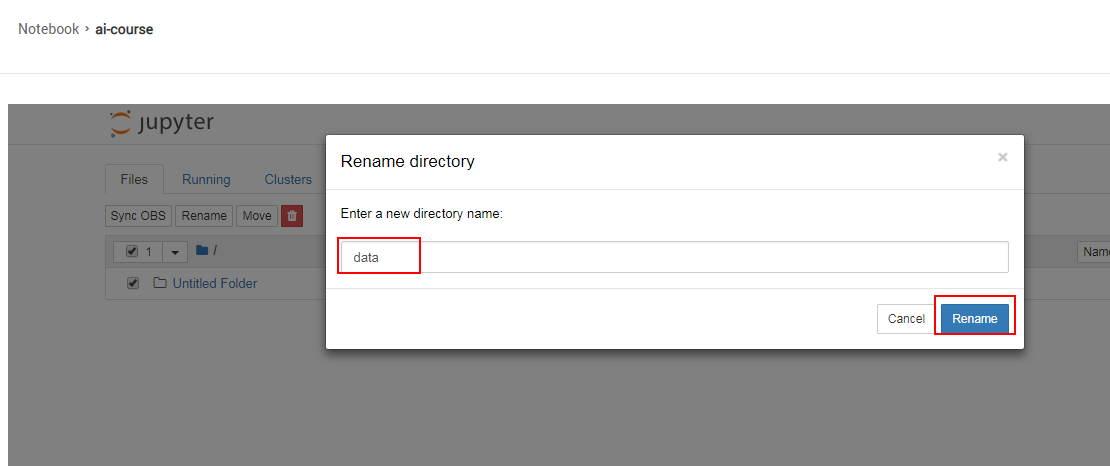 Notebook > ai-course
jupyter
Rename directory ×
Files Running Clusters
Enter a new directory name:
Sync OBS Rename Move
1 /
data
Name
Untitled Folder
Cancel Rename